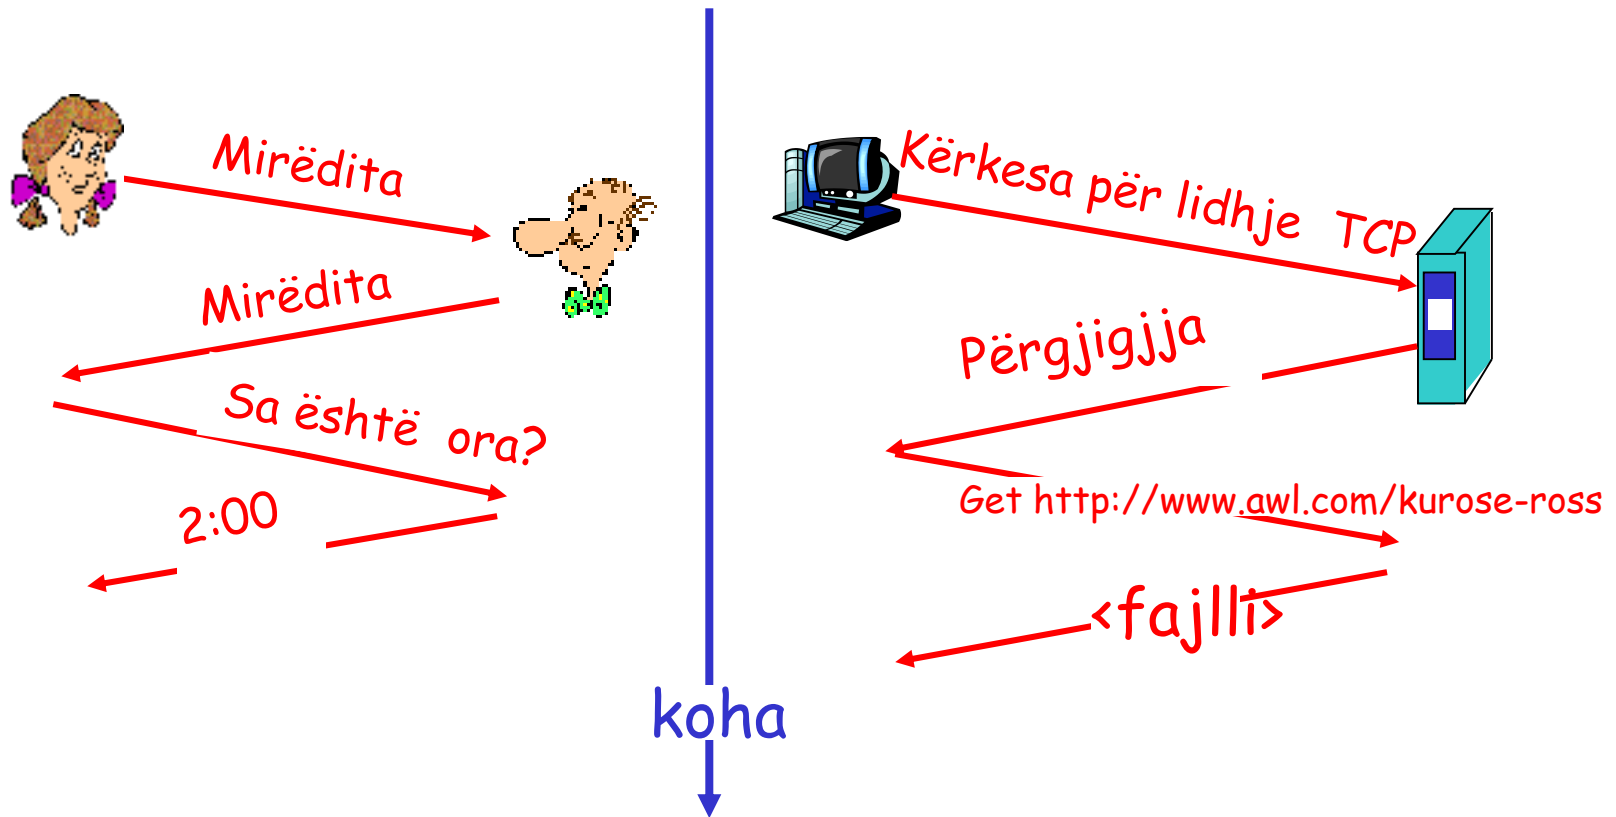 Mirëdita
Mirëdita
Sa është ora?
2:00
Kërkesa për lidhje TCP
Përgjigjja
Get http://www.awl.com/kurose-ross
<fajlli>
koha